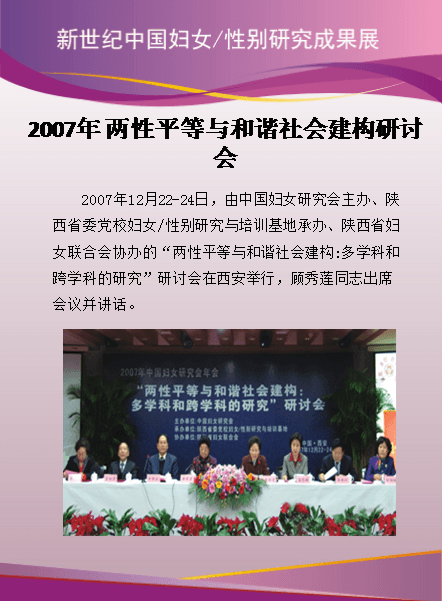 新世纪中国妇女/性别研究成果展
2007年 两性平等与和谐社会建构研讨
会
2007年12月22-24日，由中国妇女研究会主办、陕
西省委党校妇女/性别研究与培训基地承办、陕西省妇
女联合会协办的“两性平等与和谐社会建构:多学科和
跨学科的研究”研讨会在西安举行，顾秀莲同志出席
会议并讲话。
2007年中国妇女研究会年会
“两性平等与和谐社会建构：
多学科和跨学科的研究”研讨会
主办单位:中国妇女研究会
承办单位:陕西省委党校妇女/性别研究与培训基地
协办单位:陕西省妇女联合会
中国·西安